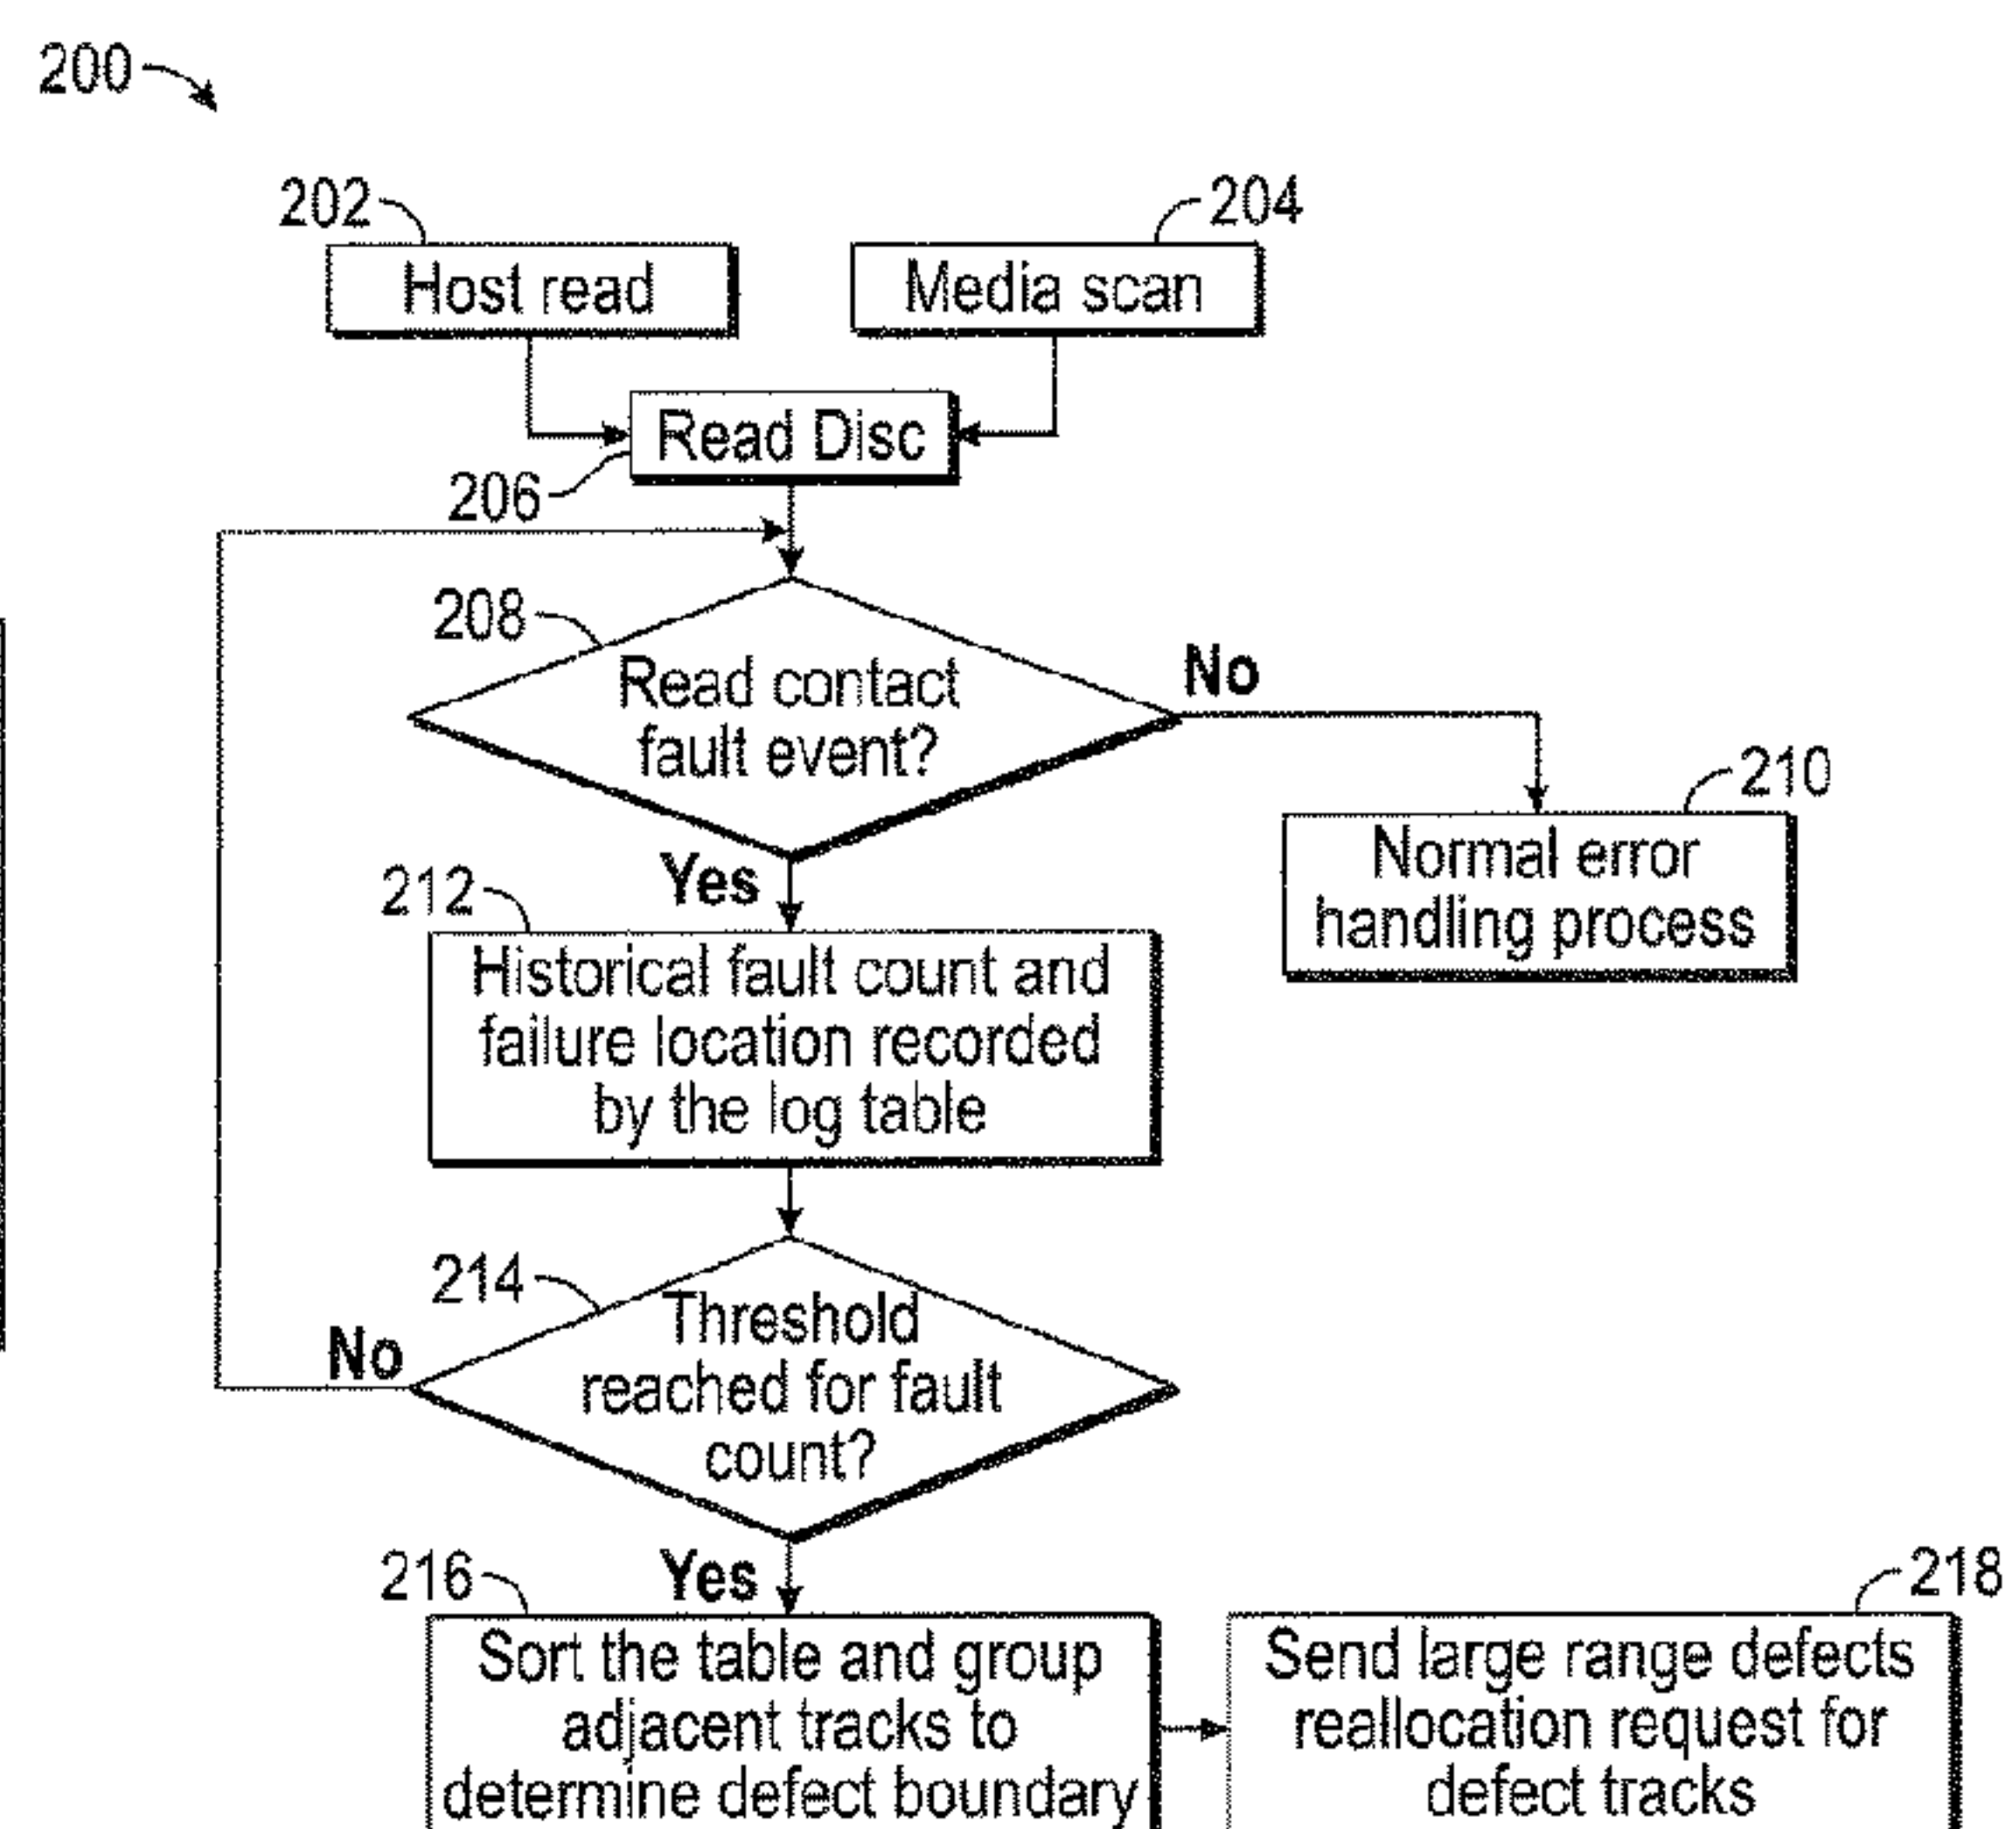 200
202
204
Host read
Media scan
Read Disc
206
208
Read contact
fault event?
No
210
Normal error
handling process
Yes
212
Historical fault count and
failure location recorded
by the log table
214
Threshold
reached for fault
count?
No
Yes
216
218
Sort the table and group
adjacent tracks to
determine defect boundary
Send large range defects
reallocation request for
defect tracks